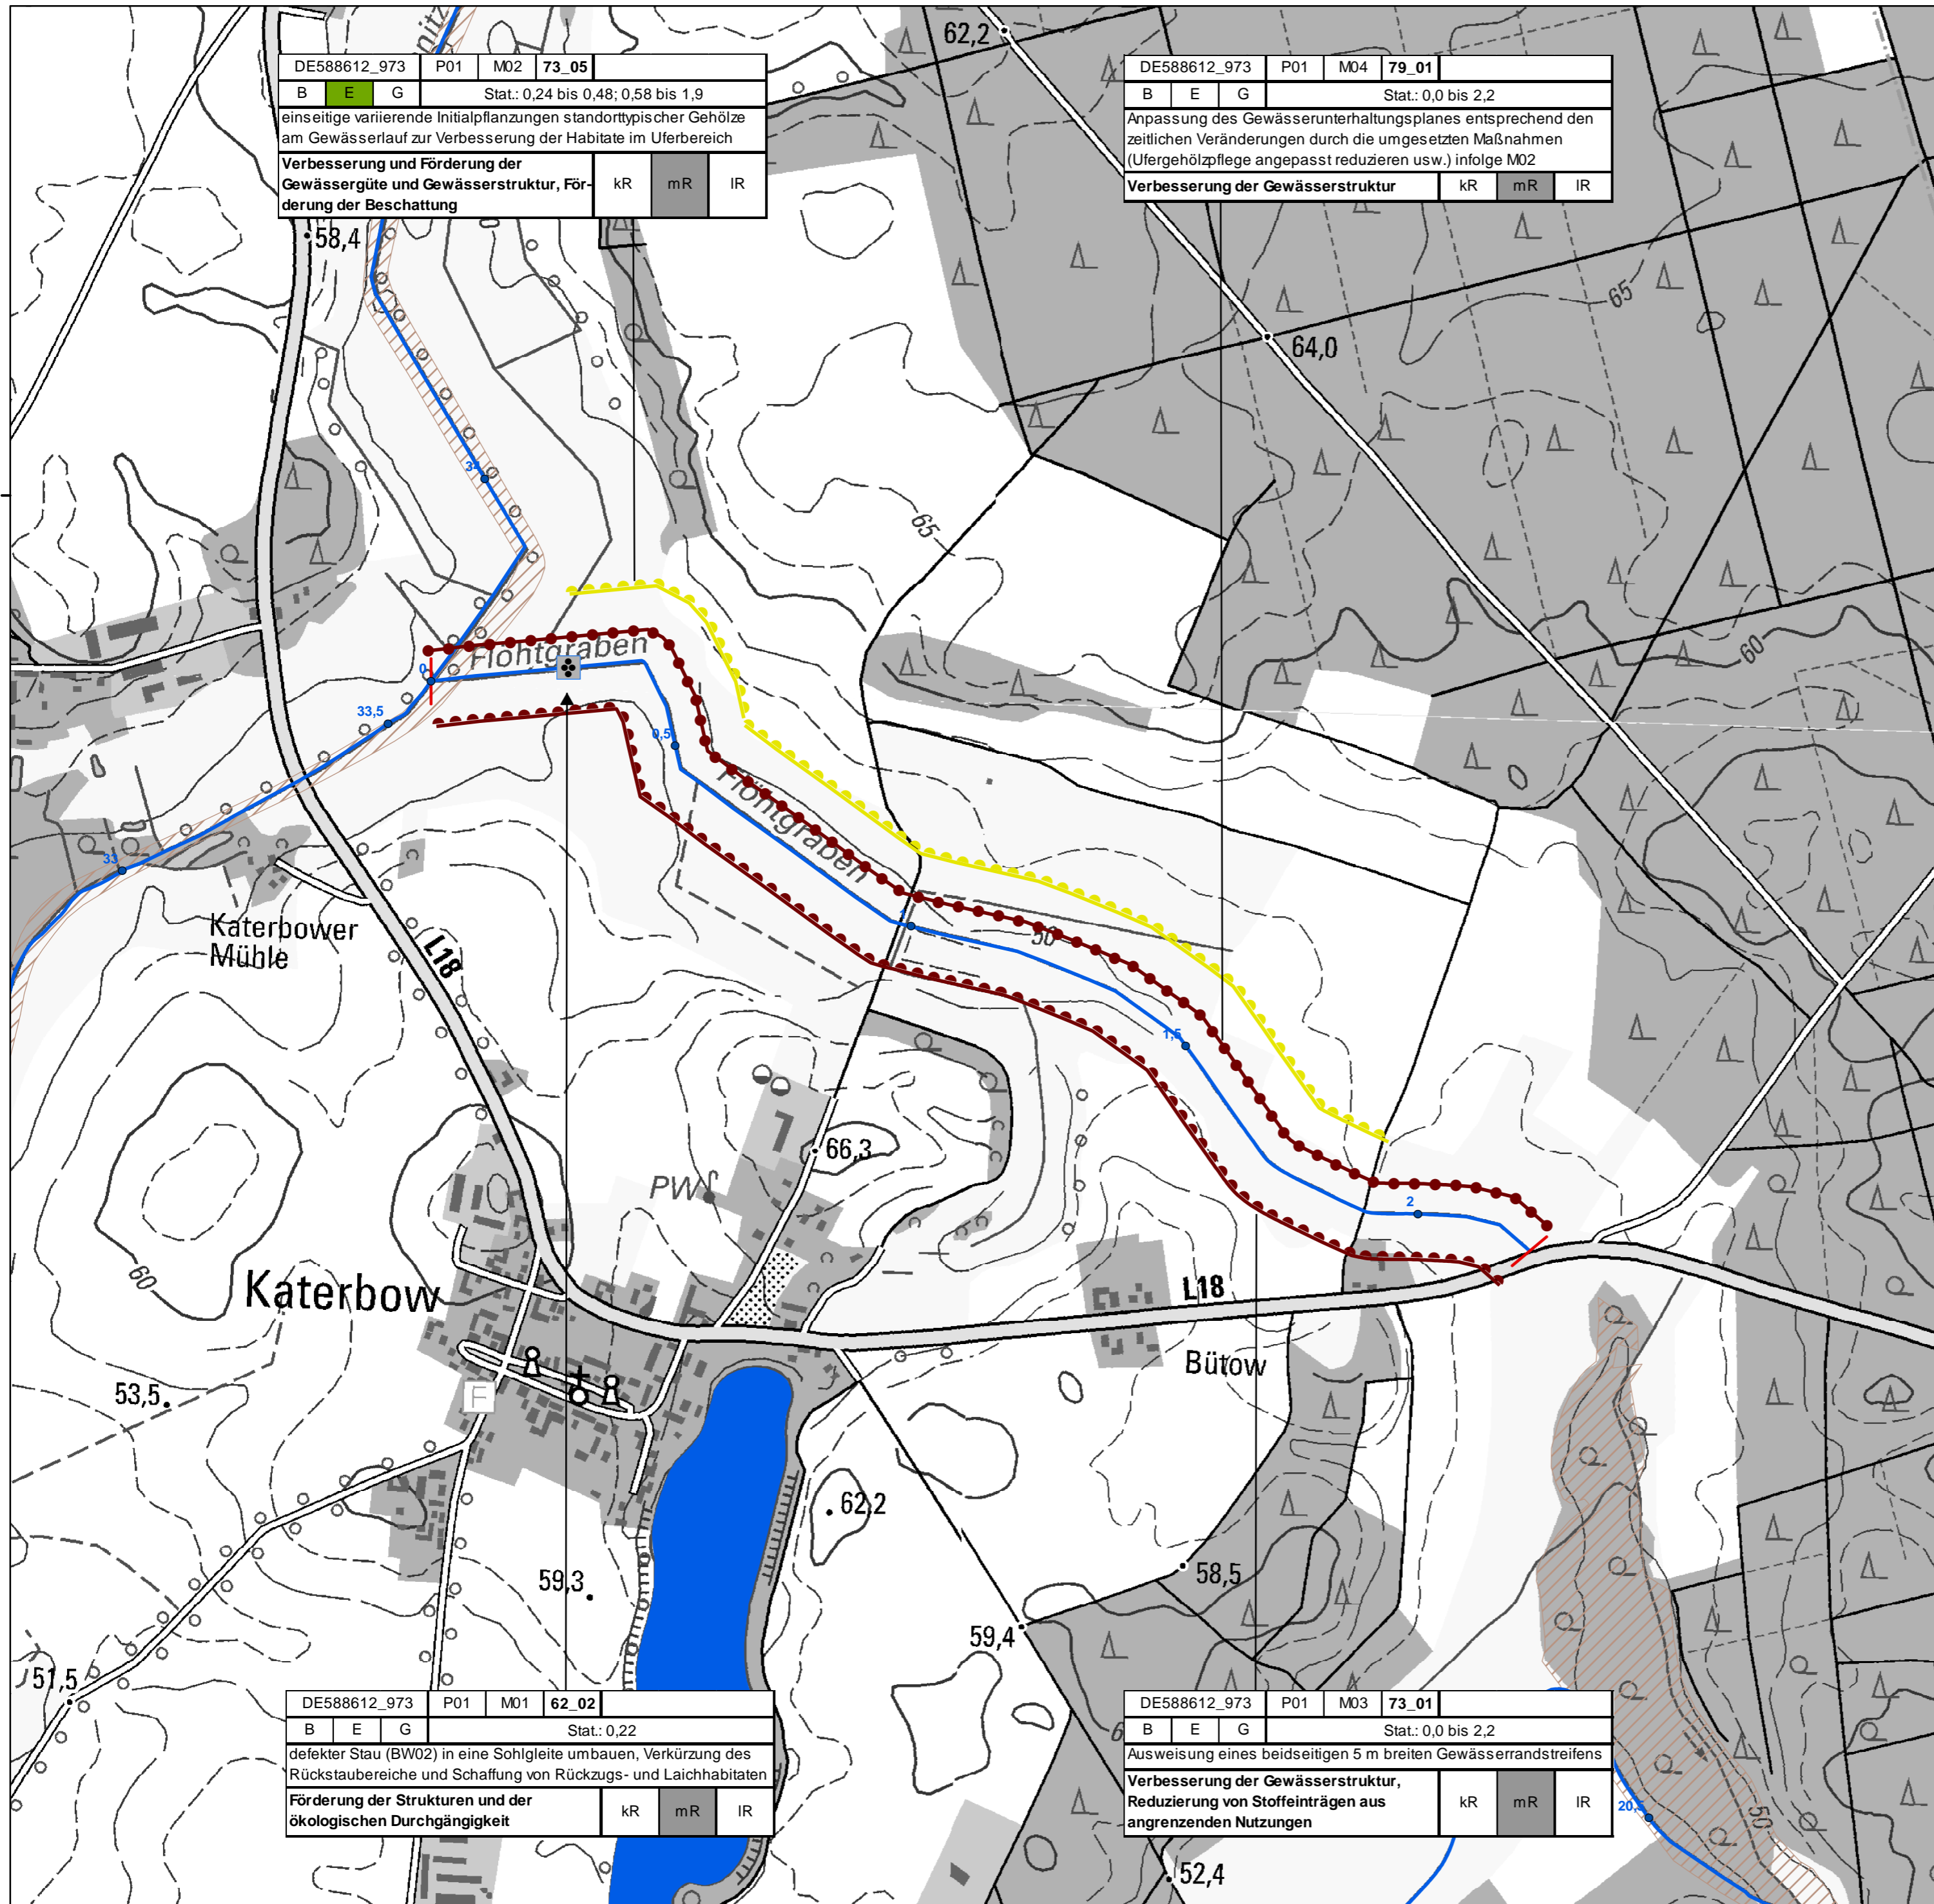 nitz
62,2
DE588612_973 P01 M02 73_05
B E G Stat.: 0,24 bis 0,48; 0,58 bis 1,9
einseitige variierende Initialpflanzungen standorttypischer Gehölze
am Gewässerlauf zur Verbesserung der Habitate im Uferbereich
Verbesserung und Förderung der
Gewässergüte und Gewässerstruktur, För-
derung der Beschattung
kR mR lR
DE588612_973 P01 M04 79_01
B E G Stat.: 0,0 bis 2,2
Anpassung des Gewässerunterhaltungsplanes entsprechend den
zeitlichen Veränderungen durch die umgesetzten Maßnahmen
(Ufergehölzpflege angepasst reduzieren usw.) infolge M02
Verbesserung der Gewässerstruktur kR mR lR
58,4
65
64,0
34
65
60
Flöhtgraben
0
33,5
0,5
Flöhtgraben
33
Katerbower
Mühle
L18
1
50
1,5
66,3
PW
2
60
Katerbow
L18
Bütow
53,5
F
62,2
59,3
58,5
59,4
51,5
DE588612_973 P01 M01 62_02
B E G Stat.: 0,22
defekter Stau (BW02) in eine Sohlgleite umbauen, Verkürzung des
Rückstaubereiche und Schaffung von Rückzugs- und Laichhabitaten
Förderung der Strukturen und der
ökologischen Durchgängigkeit
kR mR lR
DE588612_973 P01 M03 73_01
B E G Stat.: 0,0 bis 2,2
Ausweisung eines beidseitigen 5 m breiten Gewässerrandstreifens
Verbesserung der Gewässerstruktur,
Reduzierung von Stoffeinträgen aus
angrenzenden Nutzungen
kR mR lR
20,5
50
52,4